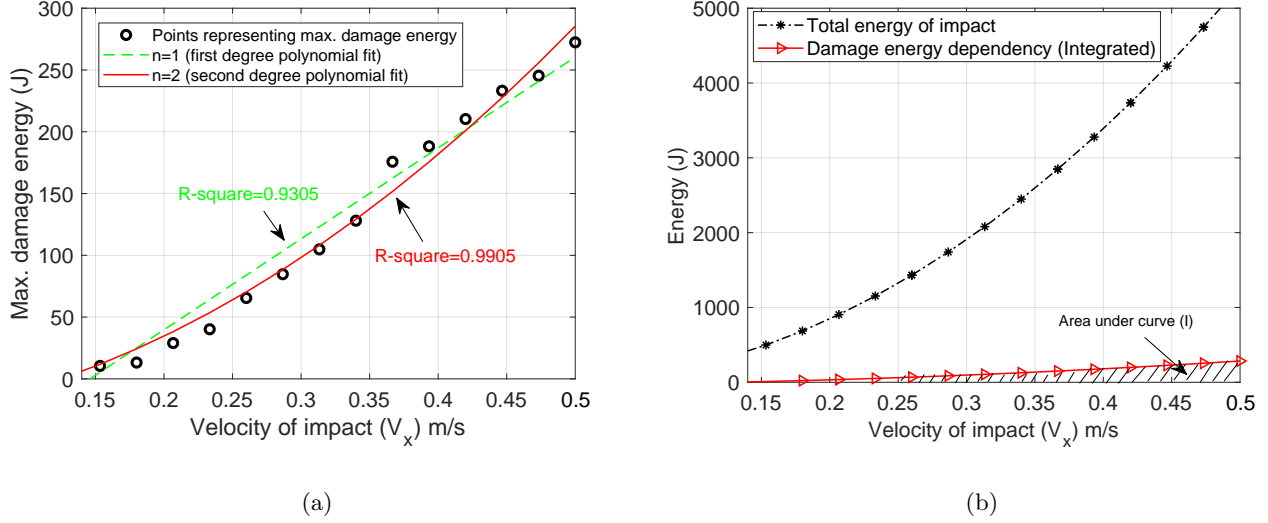 350
300
250
200
150
100
50
0
Max. damage energy (J)
Points representing max. damage energy
n=1 (first degree polynomial fit)
n=2 (second degree polynomial fit)
R-square=0.9305
R-square=0.9905
0.15 0.2 0.25 0.3 0.35 0.4 0.45 0.5
Velocity of impact (V_x) m/s
(a)
5000
4000
3000
2000
1000
0
Energy (J)
Total energy of impact
Damage energy dependency (Integrated)
Area under curve (I)
0.15 0.2 0.25 0.3 0.35 0.4 0.45 0.5
Velocity of impact (V_x) m/s
(b)